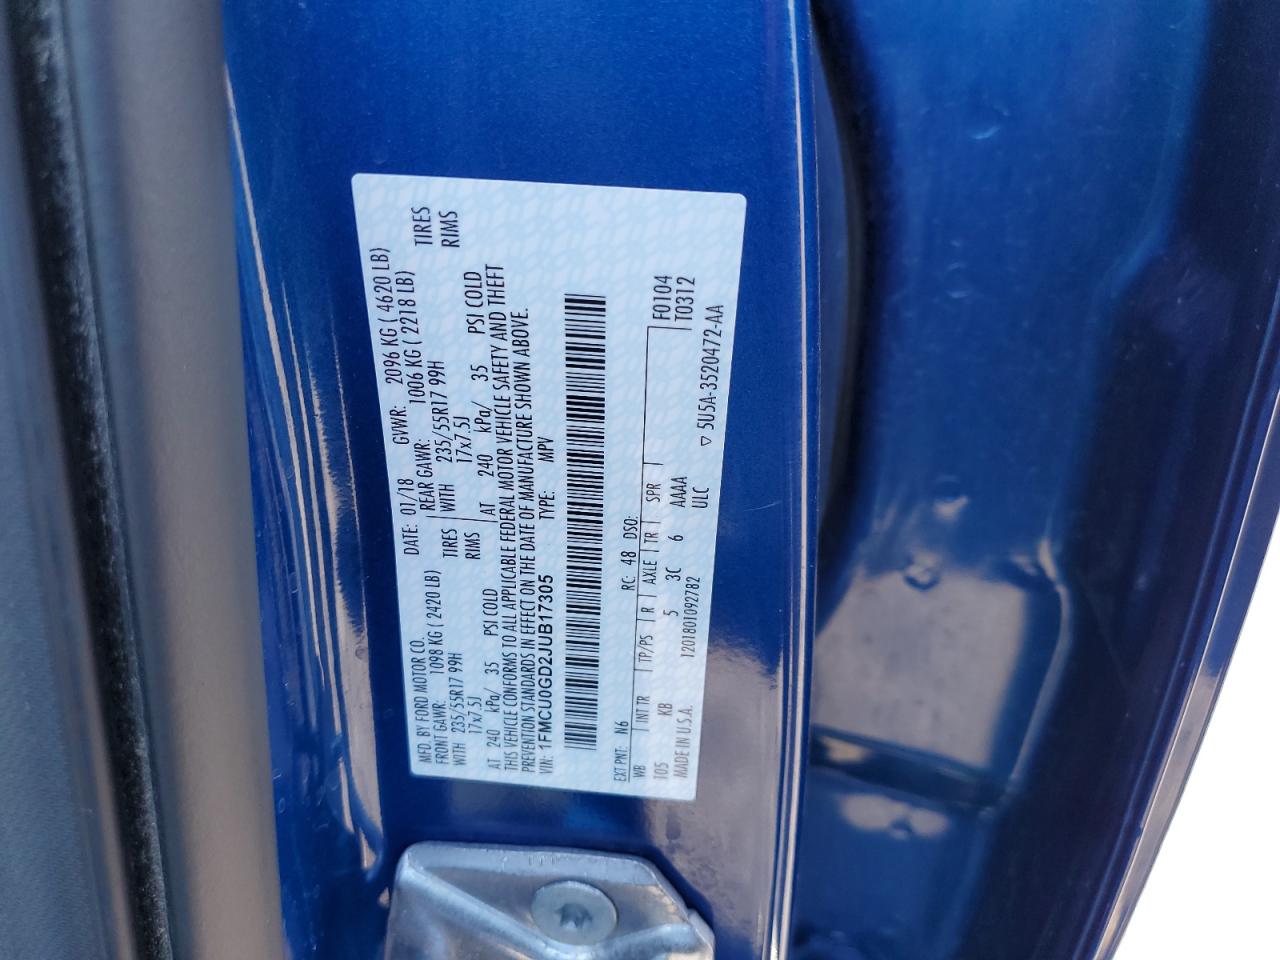 MFD. BY FORD MOTOR CO. DATE: 01/18 GVWR: 2096 KG ( 4620 LB)
FRONT GAWR: 1098 KG ( 2420 LB) REAR GAWR: 1006 KG ( 2218 LB)
WITH 235/55R17 99H TIRES WITH 235/55R17 99H TIRES
17x7.5J RIMS 17x7.5J RIMS
AT 240 kPa/ 35 PSI COLD AT 240 kPa/ 35 PSI COLD
THIS VEHICLE CONFORMS TO ALL APPLICABLE FEDERAL MOTOR VEHICLE SAFETY AND THEFT
PREVENTION STANDARDS IN EFFECT ON THE DATE OF MANUFACTURE SHOWN ABOVE.
VIN: 1FMCU0GD2JUB17305 TYPE: MPV
EXT PNT: N6 RC: 48 DSO: F0104
WB INT TR TP/PS R AXLE TR SPR T0312
105 KB 5 3C 6 AAAA
MADE IN U.S.A. 1201801092782 ULC ▽ 5U5A-3520472-AA